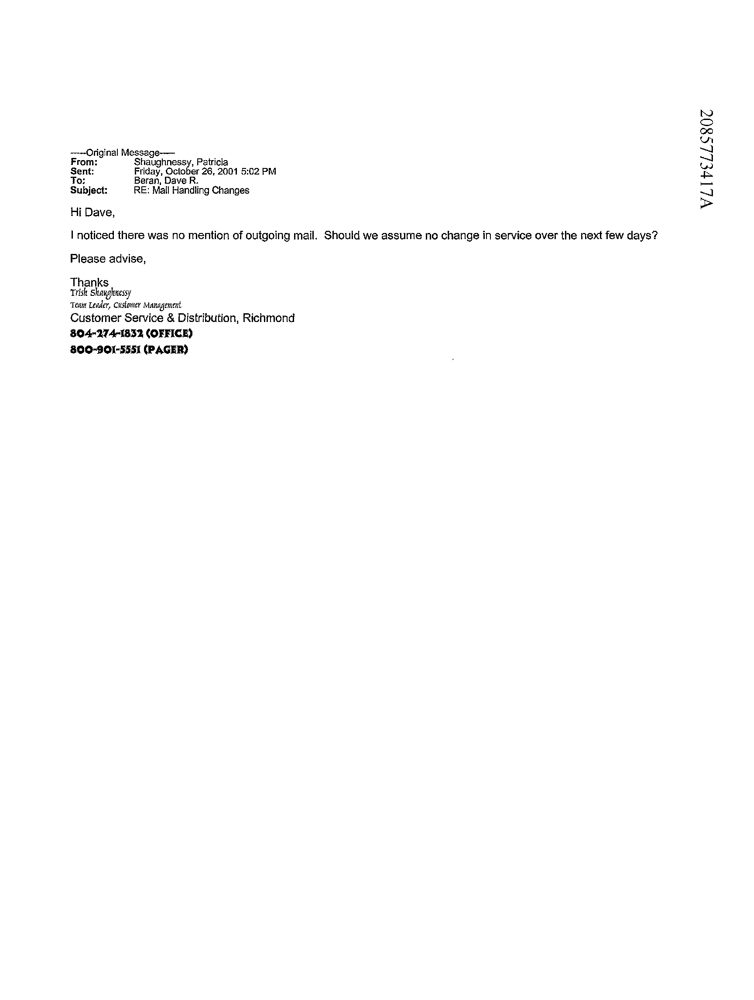 -----Original Message-----
From: Shaughnessy, Patricia
Sent: Friday, October 26, 2001 5:02 PM
To: Beran, Dave R.
Subject: RE: Mail Handling Changes
Hi Dave,
I noticed there was no mention of outgoing mail. Should we assume no change in service over the next few days?
Please advise,
Thanks
Trish Shaughnessy
Team Leader, Customer Management
Customer Service & Distribution, Richmond
804-274-1832 (OFFICE)
800-901-5551 (PAGER)
2085773417A